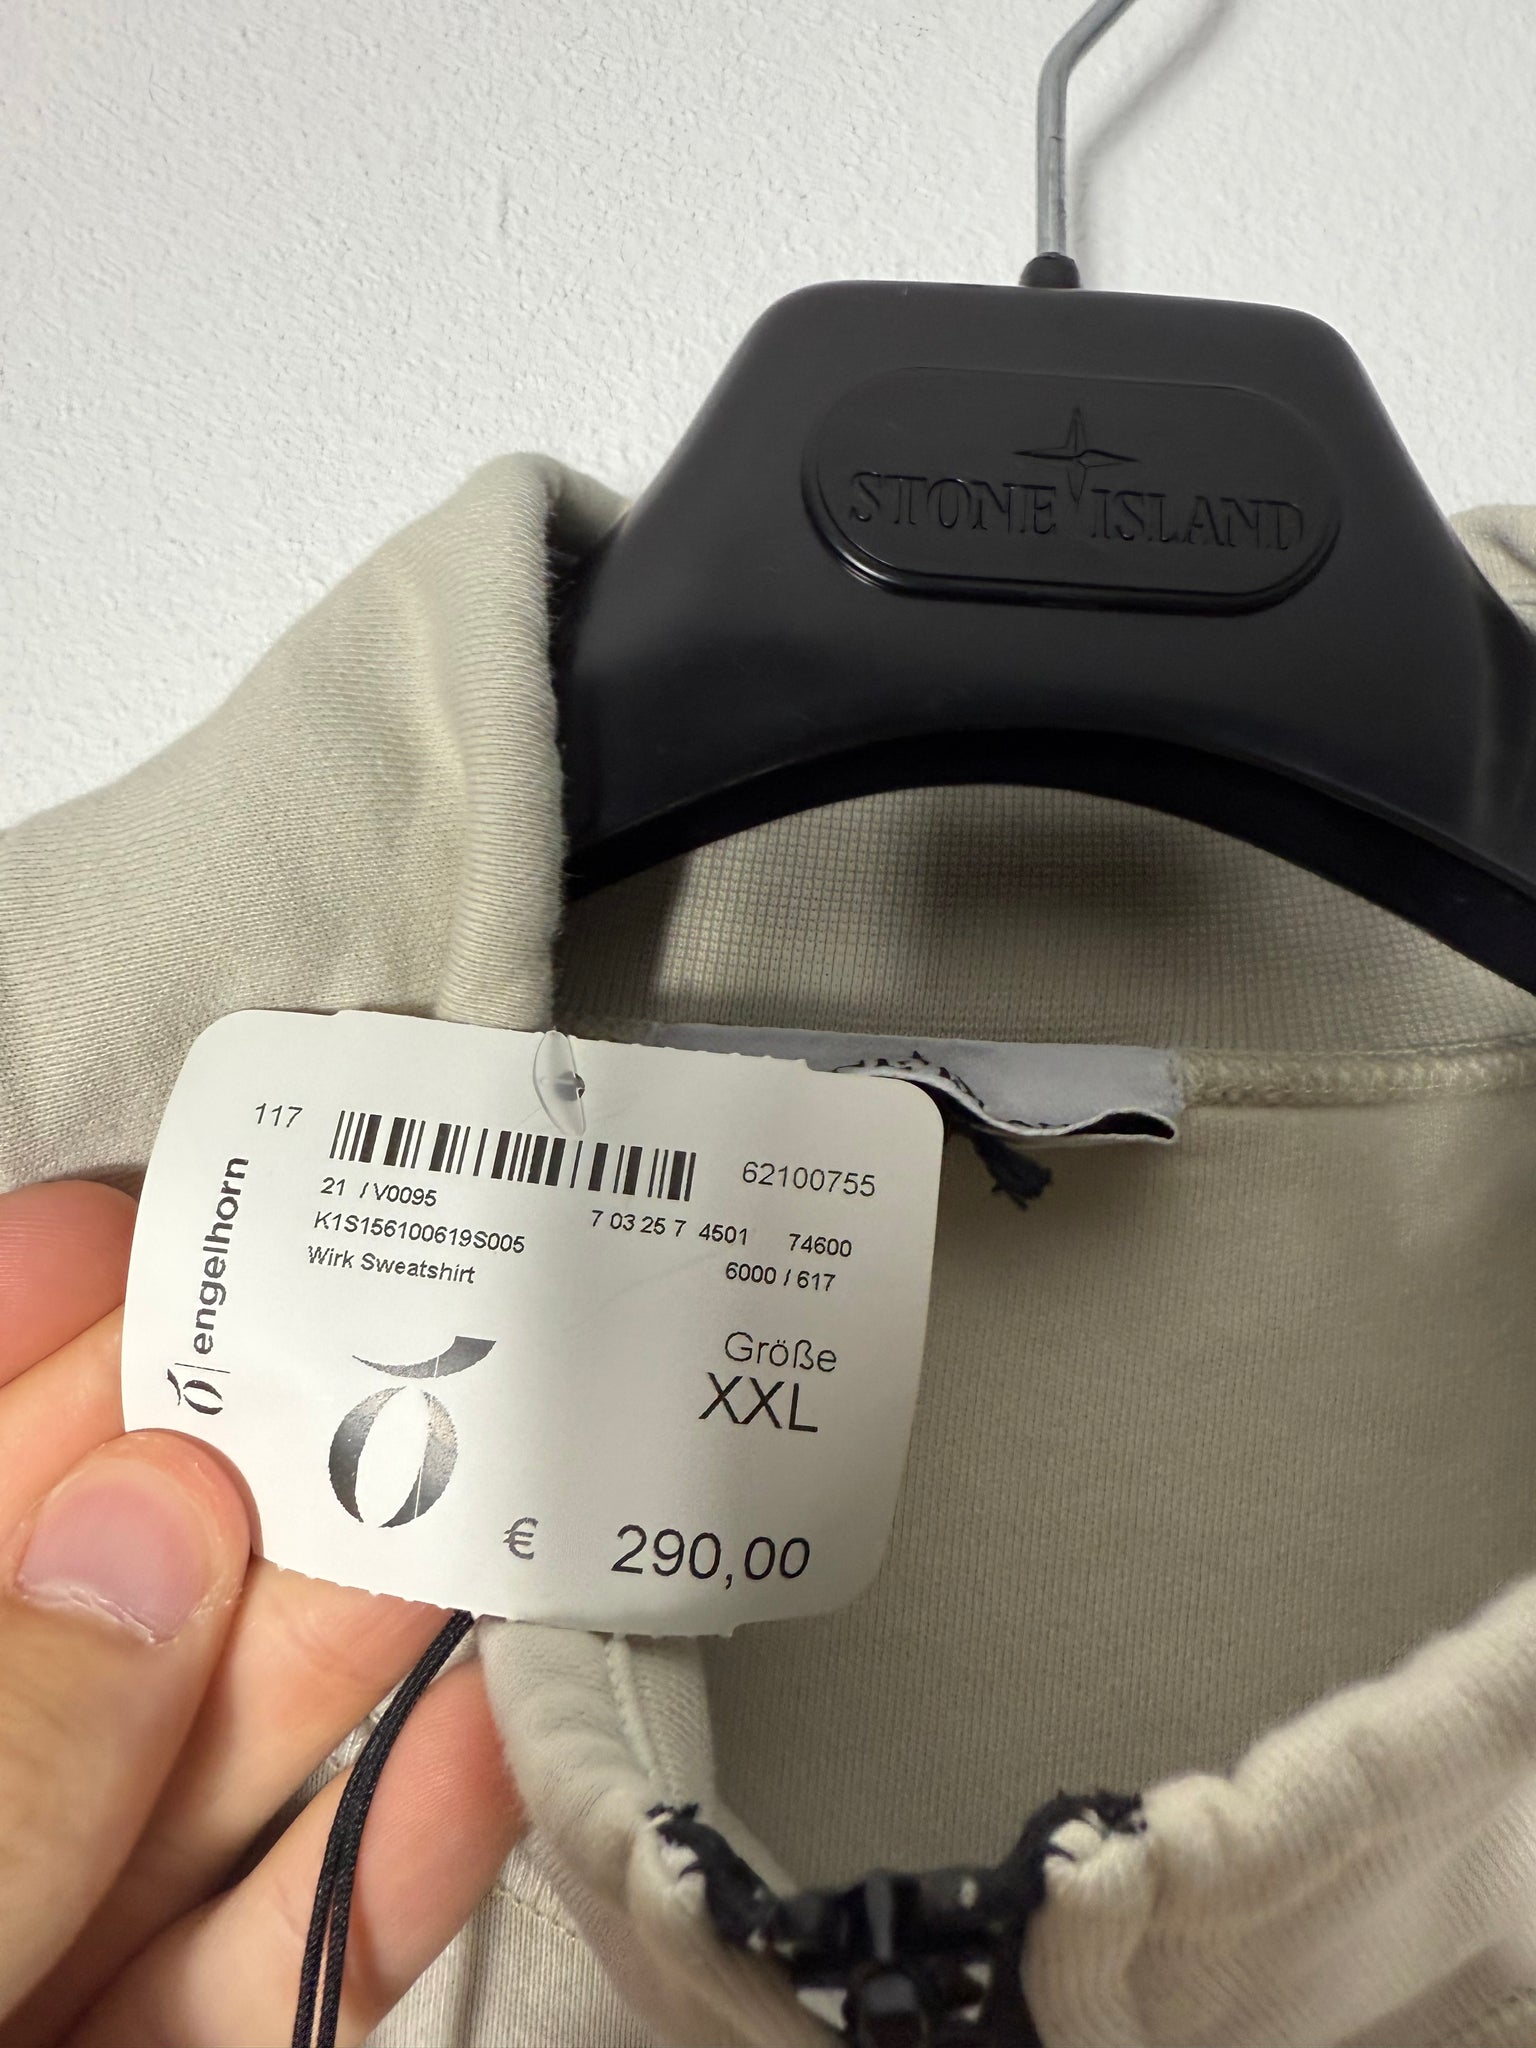 STONE ISLAND
117
62100755
21 / V0095
7 03 25 7 4501 74600
K1S156100619S005
6000 / 617
Wirk Sweatshirt
engelhorn
Größe
XXL
€ 290,00